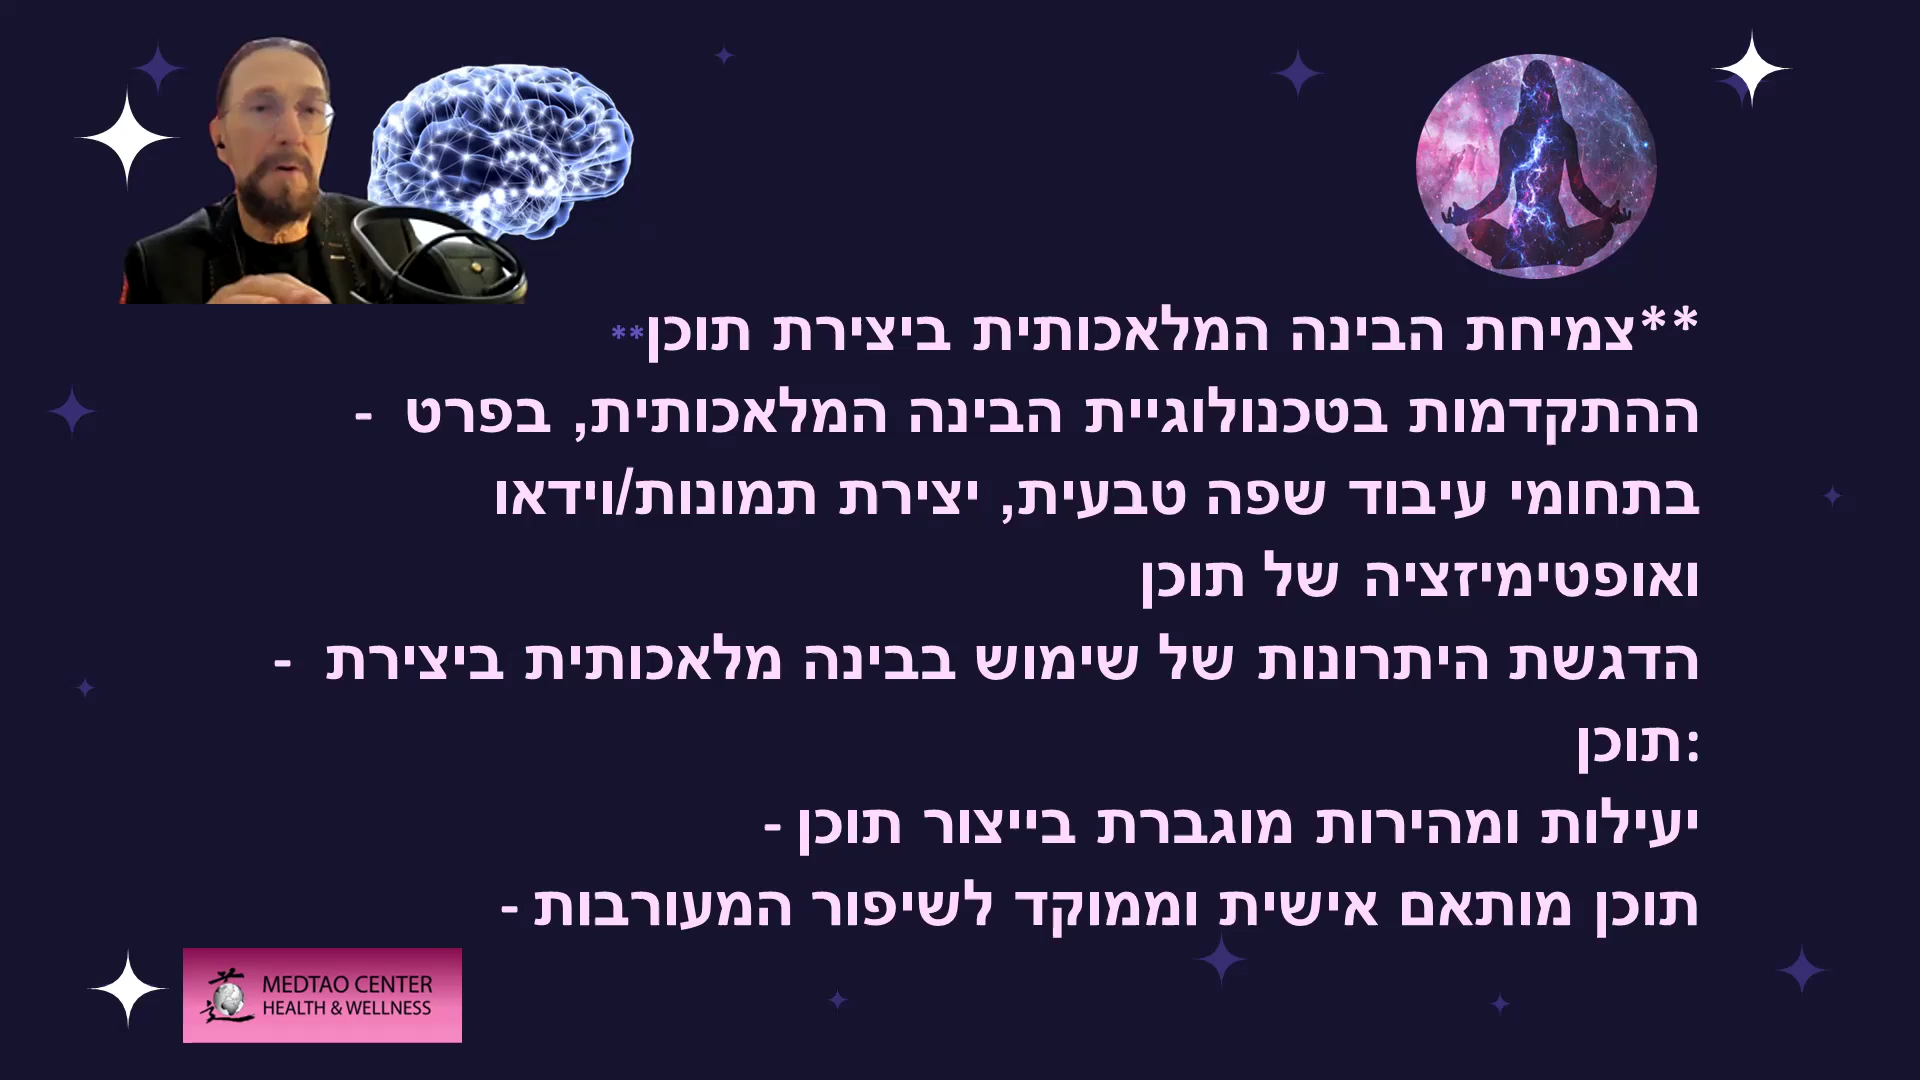 **צמיחת הבינה המלאכותית ביצירת תוכן**
ההתקדמות בטכנולוגיית הבינה המלאכותית, בפרט -
בתחומי עיבוד שפה טבעית, יצירת תמונות/וידאו
ואופטימיזציה של תוכן
הדגשת היתרונות של שימוש בבינה מלאכותית ביצירת -
:תוכן
יעילות ומהירות מוגברת בייצור תוכן -
תוכן מותאם אישית וממוקד לשיפור המעורבות -
MEDTAO CENTER
HEALTH & WELLNESS